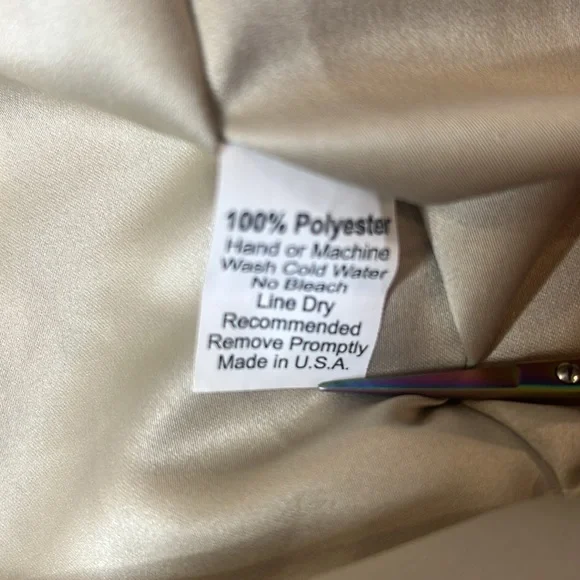 100% Polyester
Hand or Machine
Wash Cold Water
No Bleach
Line Dry
Recommended
Remove Promptly
Made in U.S.A.